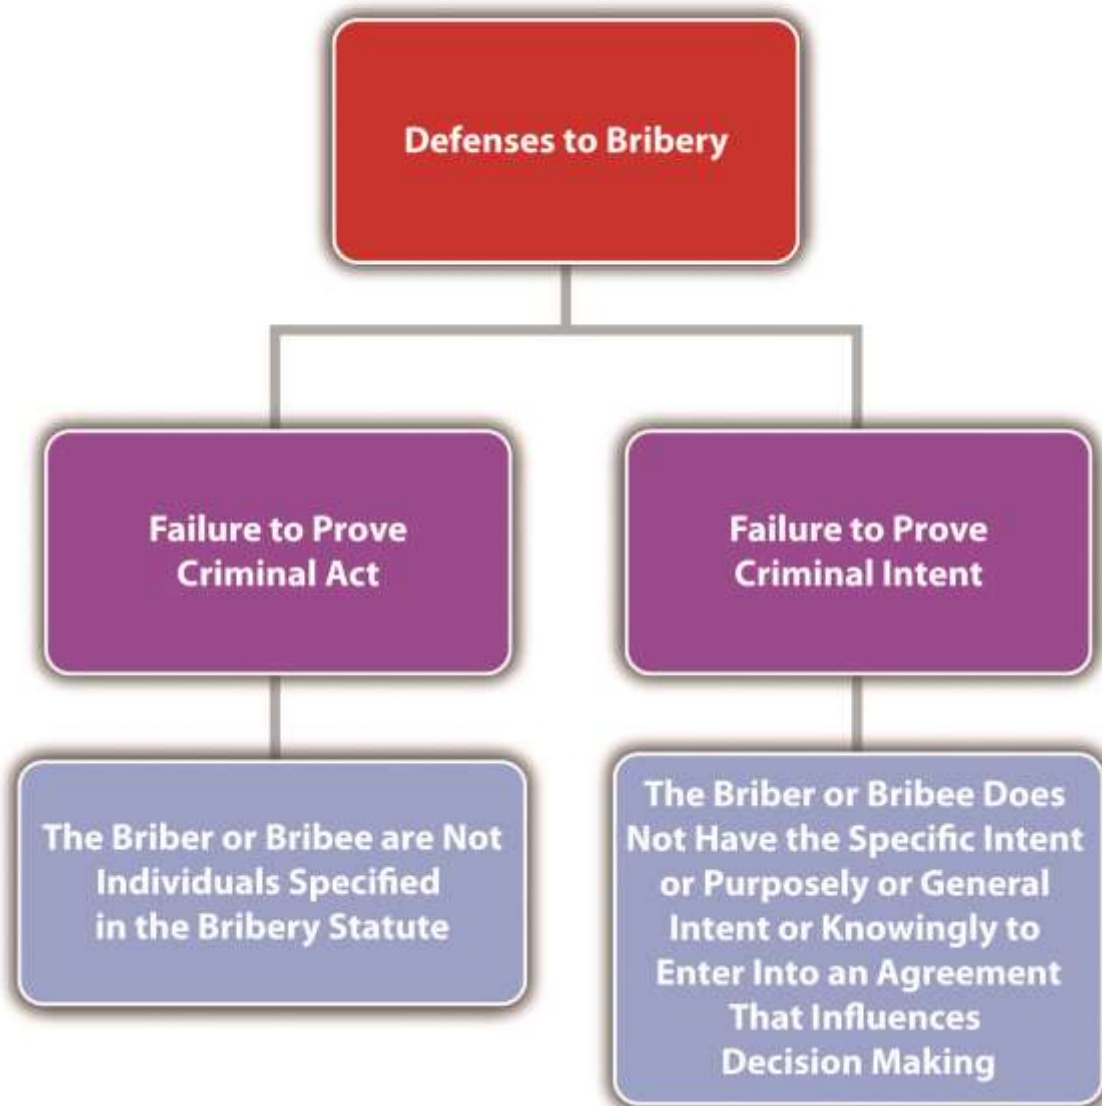 Defenses to Bribery
Failure to Prove
Criminal Act
Failure to Prove
Criminal Intent
The Briber or Bribee are Not
Individuals Specified
in the Bribery Statute
The Briber or Bribee Does
Not Have the Specific Intent
or Purposely or General
Intent or Knowingly to
Enter Into an Agreement
That Influences
Decision Making